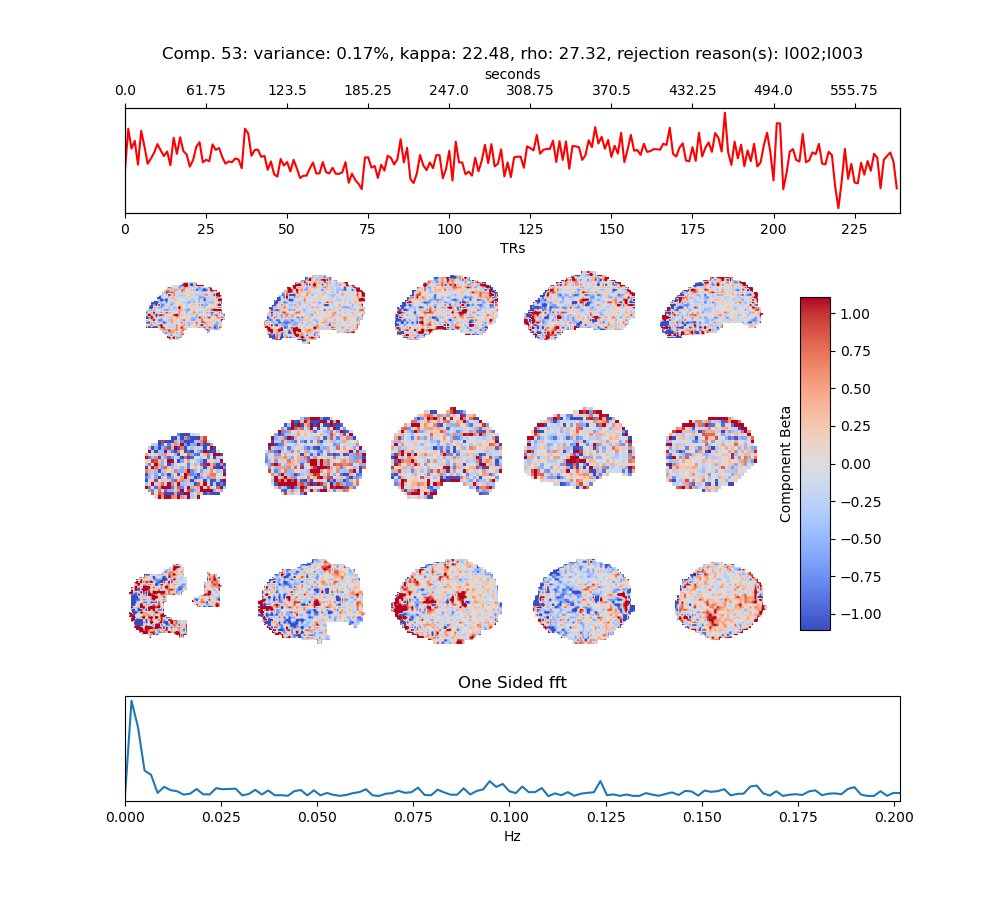 Comp. 53: variance: 0.17%, kappa: 22.48, rho: 27.32, rejection reason(s): I002;I003
seconds
0.0 61.75 123.5 185.25 247.0 308.75 370.5 432.25 494.0 555.75
0 25 50 75 100 125 150 175 200 225
TRs
1.00
0.75
0.50
0.25
0.00
−0.25
−0.50
−0.75
−1.00
Component Beta
One Sided fft
0.000 0.025 0.050 0.075 0.100 0.125 0.150 0.175 0.200
Hz